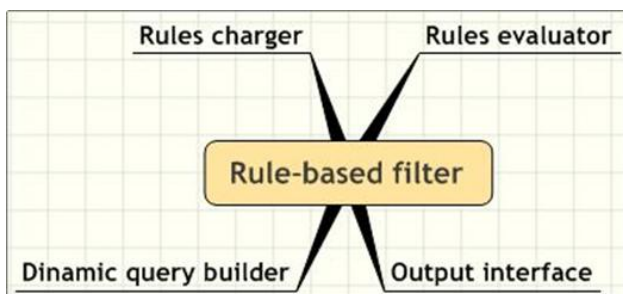 Rules charger
Rules evaluator
Rule-based filter
Dinamic query builder
Output interface